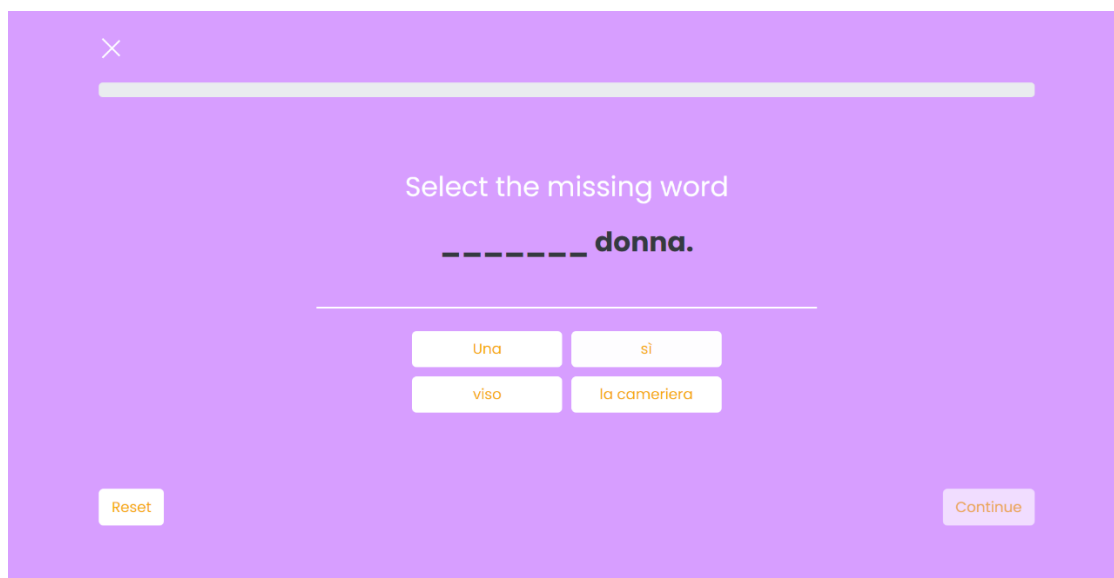 Select the missing word
_______ donna.
Una
sì
viso
la cameriera
Reset
Continue